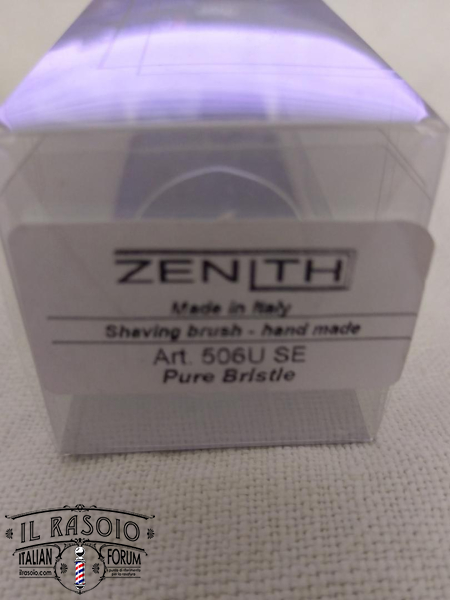 ZENITH
Made in Italy
Shaving brush - hand made
Art. 506U SE
Pure Bristle
IL RASOIO
ITALIAN FORUM
ilrasoio.com